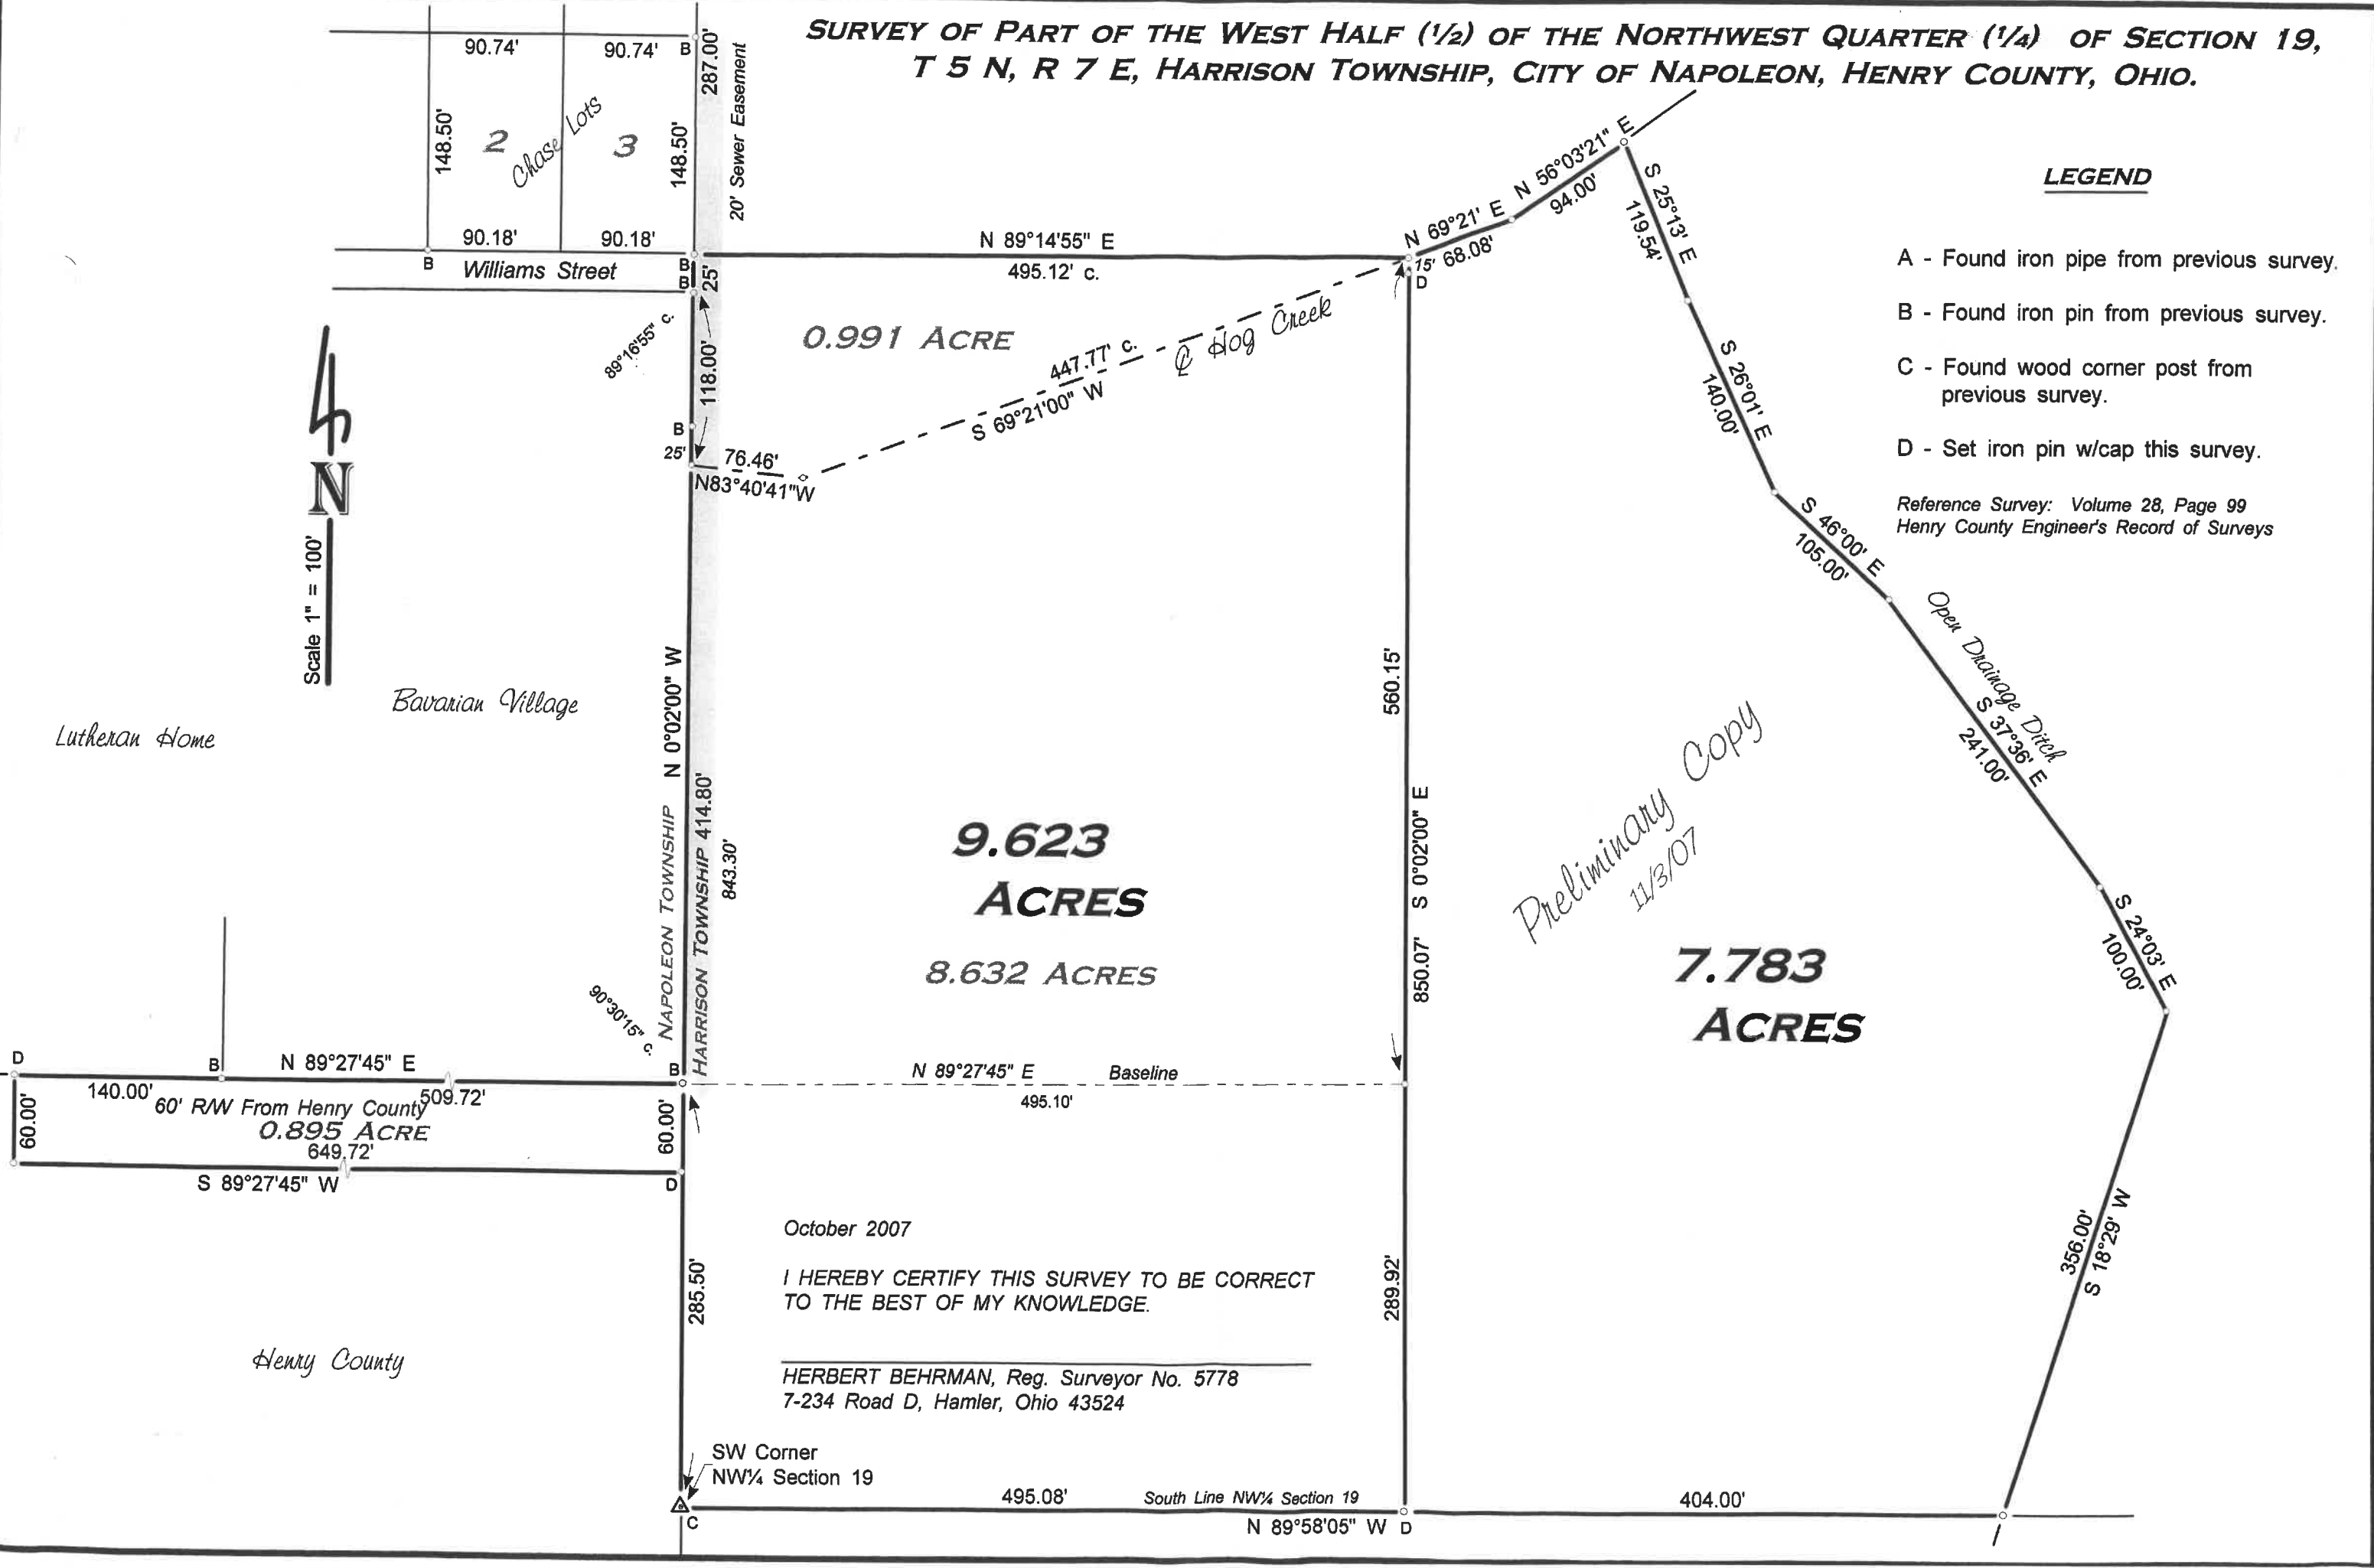 SURVEY OF PART OF THE WEST HALF (1/2) OF THE NORTHWEST QUARTER (1/4) OF SECTION 19,
T 5 N, R 7 E, HARRISON TOWNSHIP, CITY OF NAPOLEON, HENRY COUNTY, OHIO.
90.74'
90.74'
B
287.00'
20' Sewer Easement
148.50'
2
Chase Lots
3
148.50'
90.18'
90.18'
B
Williams Street
B
B
25'
N 89°14'55" E
495.12' c.
N 69°21' E
15'
68.08'
D
N 56°03'21" E
94.00'
S 25°13' E
119.54'
LEGEND
A - Found iron pipe from previous survey.
B - Found iron pin from previous survey.
C - Found wood corner post from
previous survey.
D - Set iron pin w/cap this survey.
Reference Survey: Volume 28, Page 99
Henry County Engineer's Record of Surveys
89°16'55" c.
118.00'
B
25'
0.991 ACRE
447.77' c.
S 69°21'00" W
℄ Hog Creek
76.46'
N83°40'41"W
S 26°01' E
140.00'
S 46°00' E
105.00'
N
Scale 1" = 100'
Open Drainage Ditch
S 37°36' E
241.00'
Bavarian Village
Lutheran Home
N 0°02'00" W
NAPOLEON TOWNSHIP
HARRISON TOWNSHIP
414.80'
843.30'
560.15'
S 0°02'00" E
850.07'
9.623
ACRES
8.632 ACRES
Preliminary Copy
11/3/07
7.783
ACRES
S 24°03' E
100.00'
90°30'15" c.
D
B
N 89°27'45" E
B
140.00'
509.72'
60' R/W From Henry County
0.895 ACRE
649.72'
60.00'
60.00'
S 89°27'45" W
D
N 89°27'45" E
Baseline
495.10'
356.00'
S 18°29' W
October 2007
I HEREBY CERTIFY THIS SURVEY TO BE CORRECT
TO THE BEST OF MY KNOWLEDGE.
285.50'
289.92'
Henry County
HERBERT BEHRMAN, Reg. Surveyor No. 5778
7-234 Road D, Hamler, Ohio 43524
SW Corner
NW¼ Section 19
C
495.08'
South Line NW¼ Section 19
N 89°58'05" W
D
404.00'